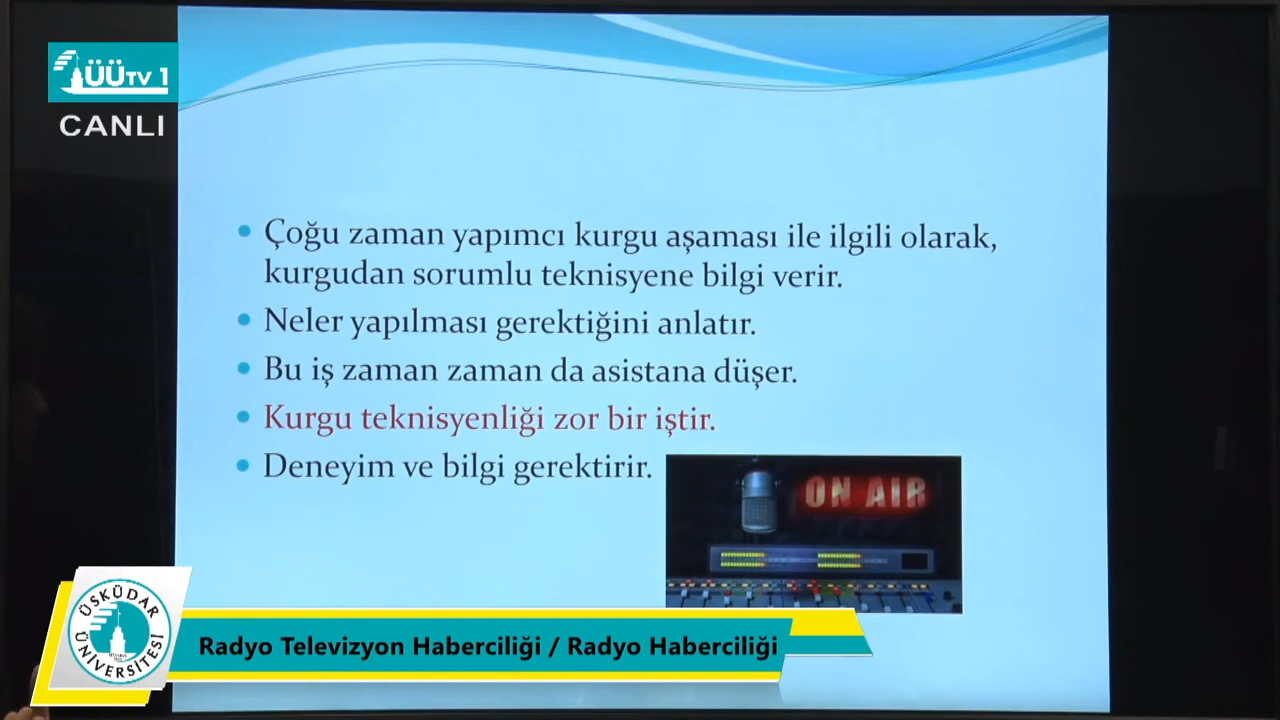 ÜÜTV 1
CANLI
• Çoğu zaman yapımcı kurgu aşaması ile ilgili olarak,
kurgudan sorumlu teknisyene bilgi verir.
• Neler yapılması gerektiğini anlatır.
• Bu iş zaman zaman da asistana düşer.
• Kurgu teknisyenliği zor bir iştir.
• Deneyim ve bilgi gerektirir.
ON AIR
ÜSKÜDAR
ÜNİVERSİTESİ
Radyo Televizyon Haberciliği / Radyo Haberciliği